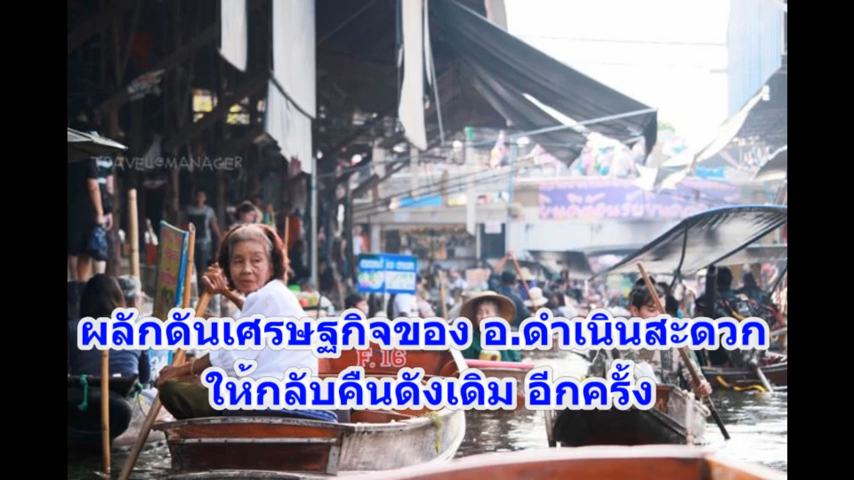 TRAVEL@MANAGER
F. 16
ผลักดันเศรษฐกิจของ อ.ดำเนินสะดวก
ให้กลับคืนดังเดิม อีกครั้ง